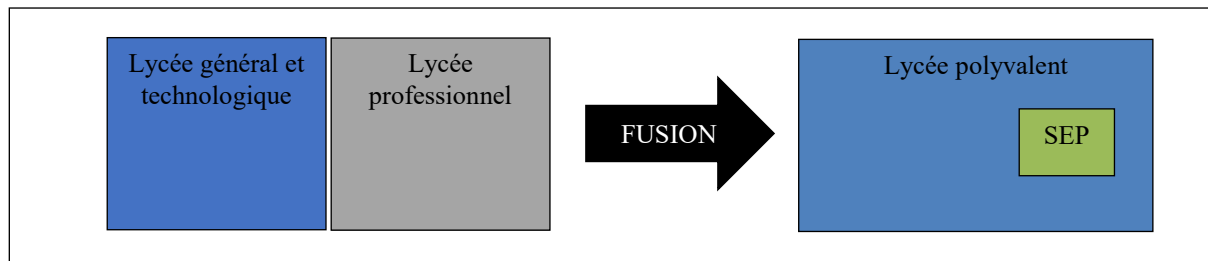 Lycée général et
technologique
Lycée
professionnel
FUSION
Lycée polyvalent
SEP